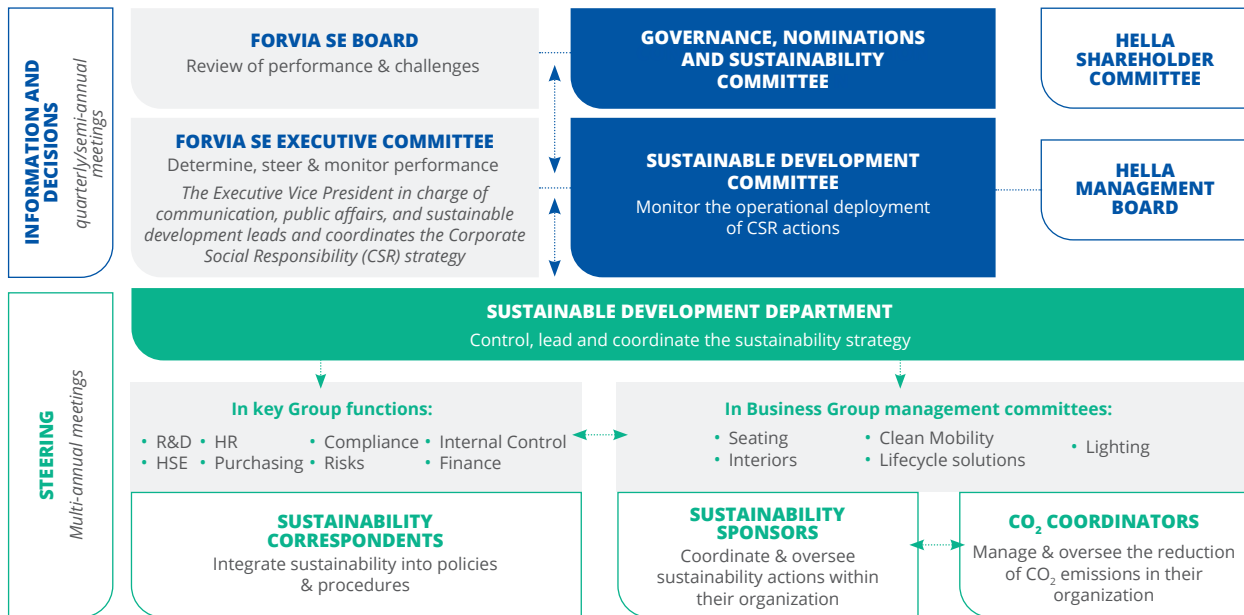 INFORMATION AND
DECISIONS
quarterly/semi-annual
meetings
FORVIA SE BOARD
Review of performance & challenges
GOVERNANCE, NOMINATIONS
AND SUSTAINABILITY
COMMITTEE
HELLA
SHAREHOLDER
COMMITTEE
FORVIA SE EXECUTIVE COMMITTEE
Determine, steer & monitor performance
The Executive Vice President in charge of
communication, public affairs, and sustainable
development leads and coordinates the Corporate
Social Responsibility (CSR) strategy
SUSTAINABLE DEVELOPMENT
COMMITTEE
Monitor the operational deployment
of CSR actions
HELLA
MANAGEMENT
BOARD
STEERING
Multi-annual meetings
SUSTAINABLE DEVELOPMENT DEPARTMENT
Control, lead and coordinate the sustainability strategy
In key Group functions:
• R&D • HR • Compliance • Internal Control
• HSE • Purchasing • Risks • Finance
In Business Group management committees:
• Seating • Clean Mobility • Lighting
• Interiors • Lifecycle solutions
SUSTAINABILITY
CORRESPONDENTS
Integrate sustainability into policies
& procedures
SUSTAINABILITY
SPONSORS
Coordinate & oversee
sustainability actions within
their organization
CO₂ COORDINATORS
Manage & oversee the reduction
of CO₂ emissions in their
organization